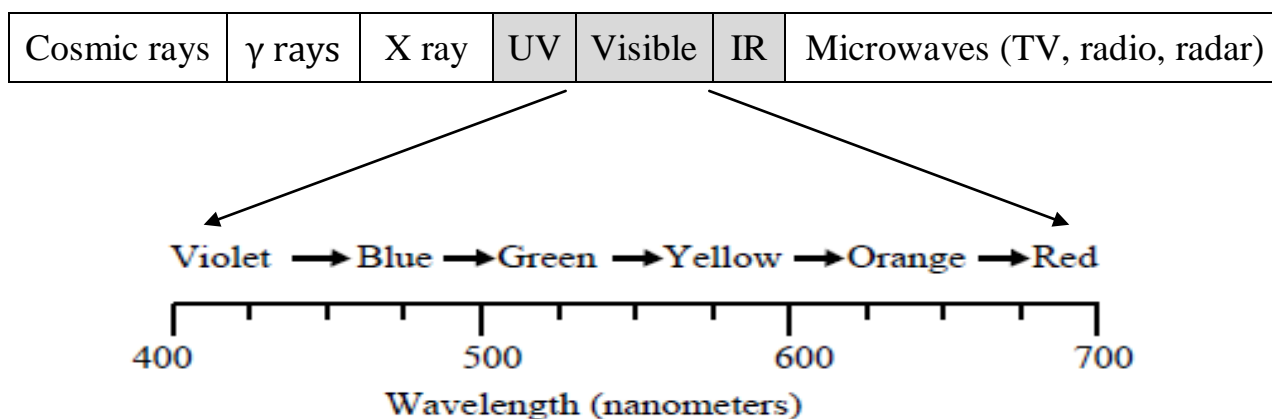 Cosmic rays γ rays X ray UV Visible IR Microwaves (TV, radio, radar)
Violet Blue Green Yellow Orange Red
400 500 600 700
Wavelength (nanometers)